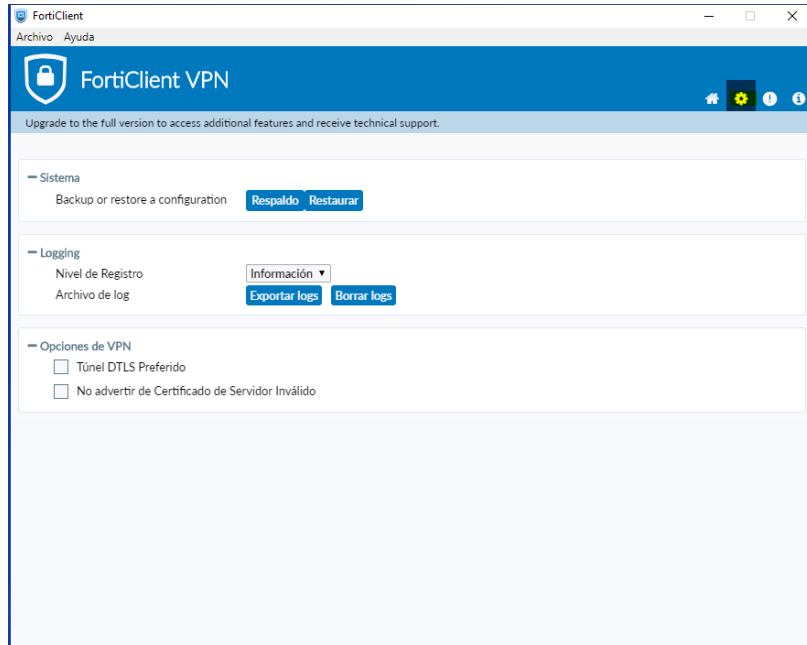 FortiClient
Archivo Ayuda
FortiClient VPN
Upgrade to the full version to access additional features and receive technical support.
Sistema
Backup or restore a configuration Respaldo Restaurar
Logging
Nivel de Registro Información
Archivo de log Exportar logs Borrar logs
Opciones de VPN
Túnel DTLS Preferido
No advertir de Certificado de Servidor Inválido